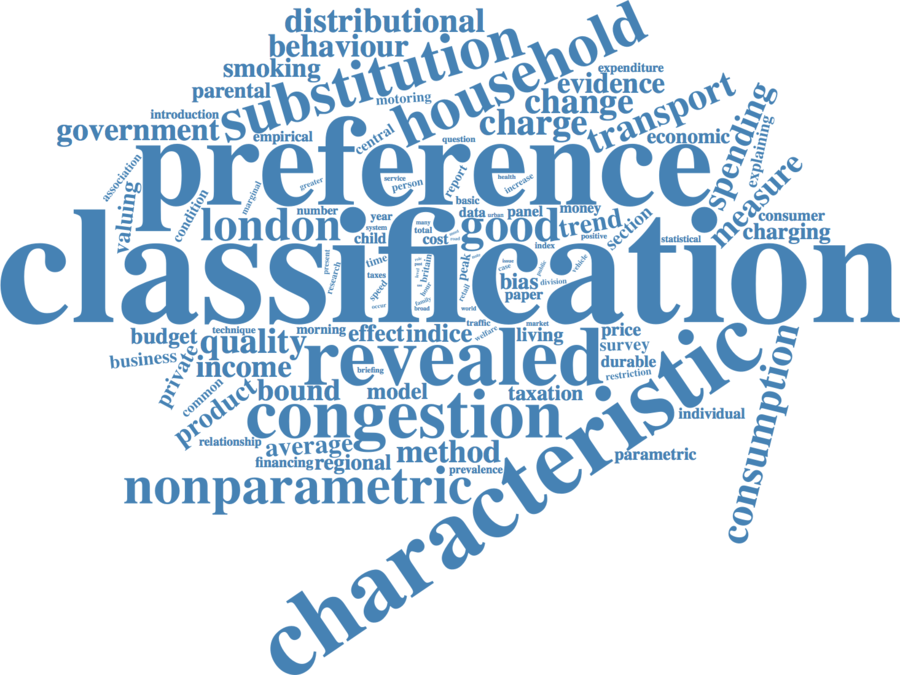 distributional
behaviour
substitution
household
smoking
expenditure
evidence
parental
motoring
change
transport
introduction
government
empirical
central
charge
question
economic
spending
explaining
preference
association
valuing
condition
marginal
greater
service
person
report
health
increase
basic
measure
london
number
year
system
child
many
total
cost
good
data
urban
panel
money
trend
positive
section
statistical
consumer
charging
index
classification
present
research
time
taxes
speed
britain
hour
family
broad
peak
retail
case
public
vehicle
bias
division
paper
world
traffic
market
budget
technique
morning
effect
indice
welfare
living
price
quality
business
private
income
revealed
briefing
survey
durable
restriction
common
product
bound
model
taxation
characteristic
consumption
congestion
individual
relationship
average
method
parametric
financing
regional
prevalence
nonparametric